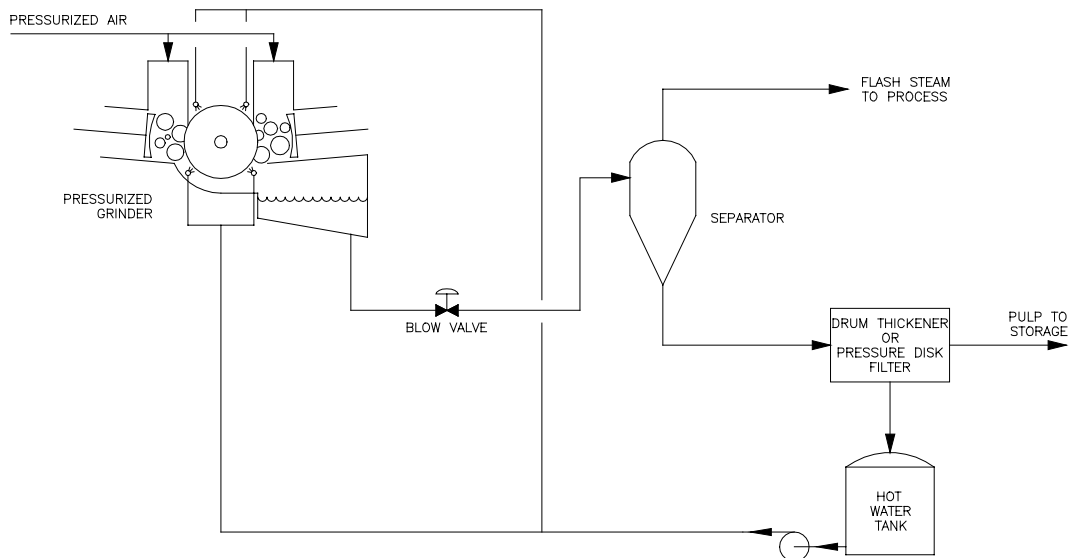 PRESSURIZED AIR
FLASH STEAM
TO PROCESS
PRESSURIZED
GRINDER
SEPARATOR
BLOW VALVE
DRUM THICKENER
OR
PRESSURE DISK
FILTER
PULP TO
STORAGE
HOT
WATER
TANK